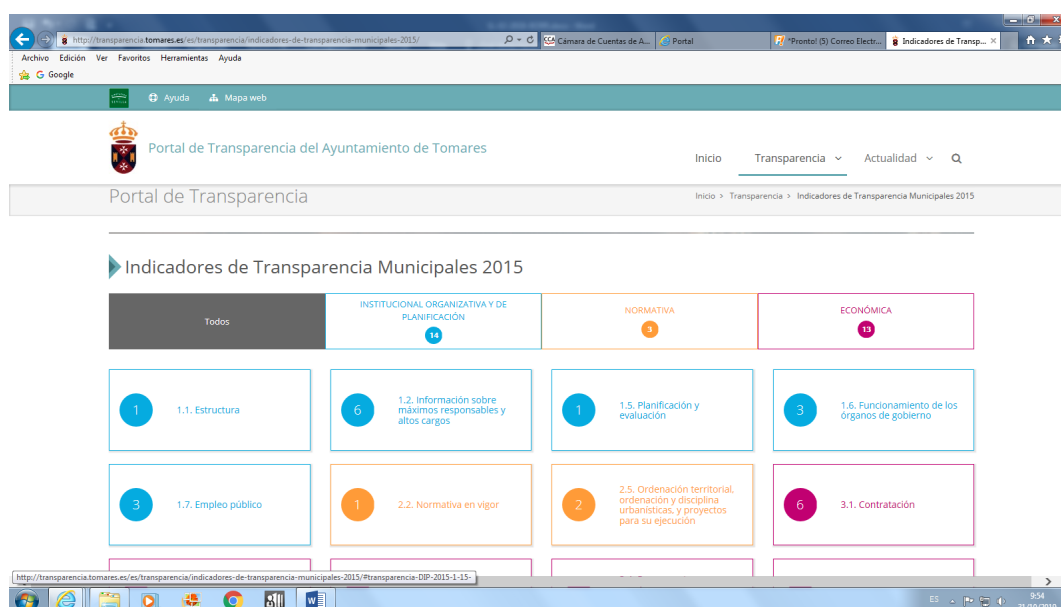 http://transparencia.tomares.es/es/transparencia/indicadores-de-transparencia-municipales-2015/
Cámara de Cuentas de A...
Portal
*Pronto! (5) Correo Electr...
Indicadores de Transp...
Archivo Edición Ver Favoritos Herramientas Ayuda
Google
Ayuda Mapa web
Portal de Transparencia del Ayuntamiento de Tomares
Inicio Transparencia Actualidad
Portal de Transparencia
Inicio > Transparencia > Indicadores de Transparencia Municipales 2015
Indicadores de Transparencia Municipales 2015
Todos
INSTITUCIONAL ORGANIZATIVA Y DE
PLANIFICACIÓN
14
NORMATIVA
3
ECONÓMICA
13
1
1.1. Estructura
6
1.2. Información sobre
máximos responsables y
altos cargos
1
1.5. Planificación y
evaluación
3
1.6. Funcionamiento de los
órganos de gobierno
3
1.7. Empleo público
1
2.2. Normativa en vigor
2
2.5. Ordenación territorial,
ordenación y disciplina
urbanísticas, y proyectos
para su ejecución
6
3.1. Contratación
http://transparencia.tomares.es/es/transparencia/indicadores-de-transparencia-municipales-2015/#transparencia-DIP-2015-1-15-
ES
9:54